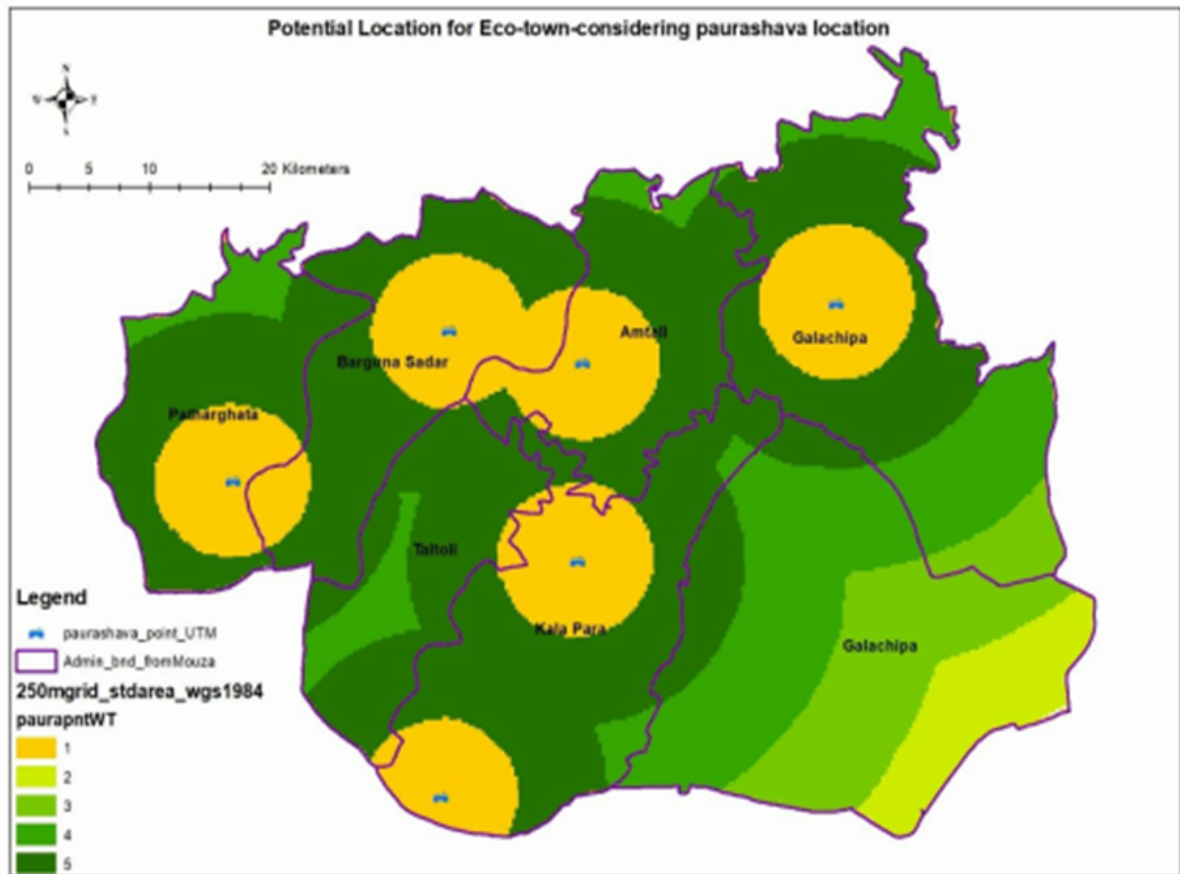 Potential Location for Eco-town-considering paurashava location
N
W E
S
0 5 10 20 Kilometers
Amtali
Galachipa
Barguna Sadar
Patharghata
Taltoli
Kala Para
Galachipa
Legend
paurashava_point_UTM
Admin_bnd_fromMouza
250mgrid_stdarea_wgs1984
paurapntWT
1
2
3
4
5